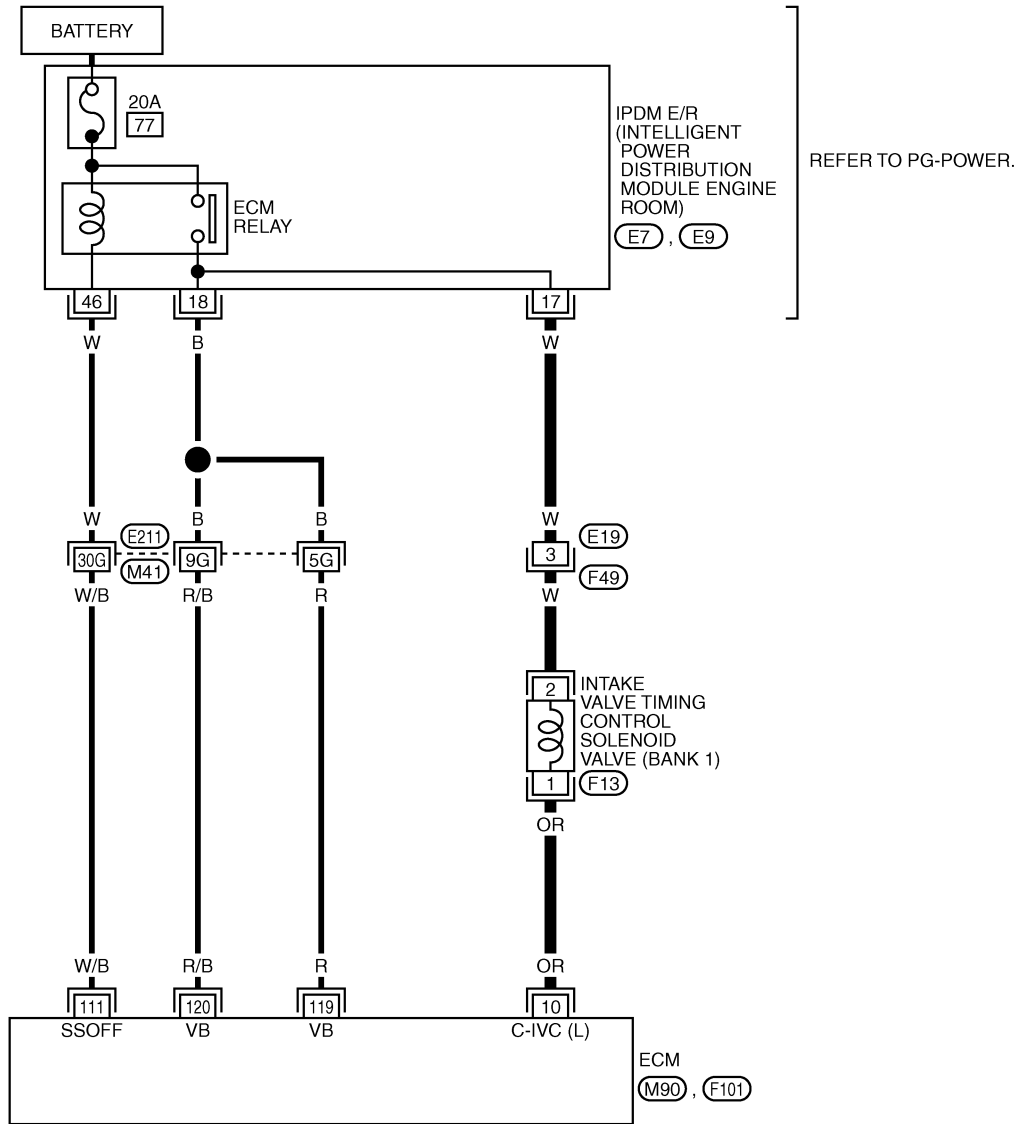 BATTERY
20A
77
IPDM E/R
(INTELLIGENT
POWER
DISTRIBUTION
MODULE ENGINE
ROOM)
E7 , E9
REFER TO PG-POWER.
ECM
RELAY
46
18
17
W
B
W
W
B
B
W
E211
M41
30G
9G
5G
3
E19
F49
W/B
R/B
R
W
2
INTAKE
VALVE TIMING
CONTROL
SOLENOID
VALVE (BANK 1)
1
F13
OR
W/B
R/B
R
OR
111
120
119
10
SSOFF
VB
VB
C-IVC (L)
ECM
M90 , F101